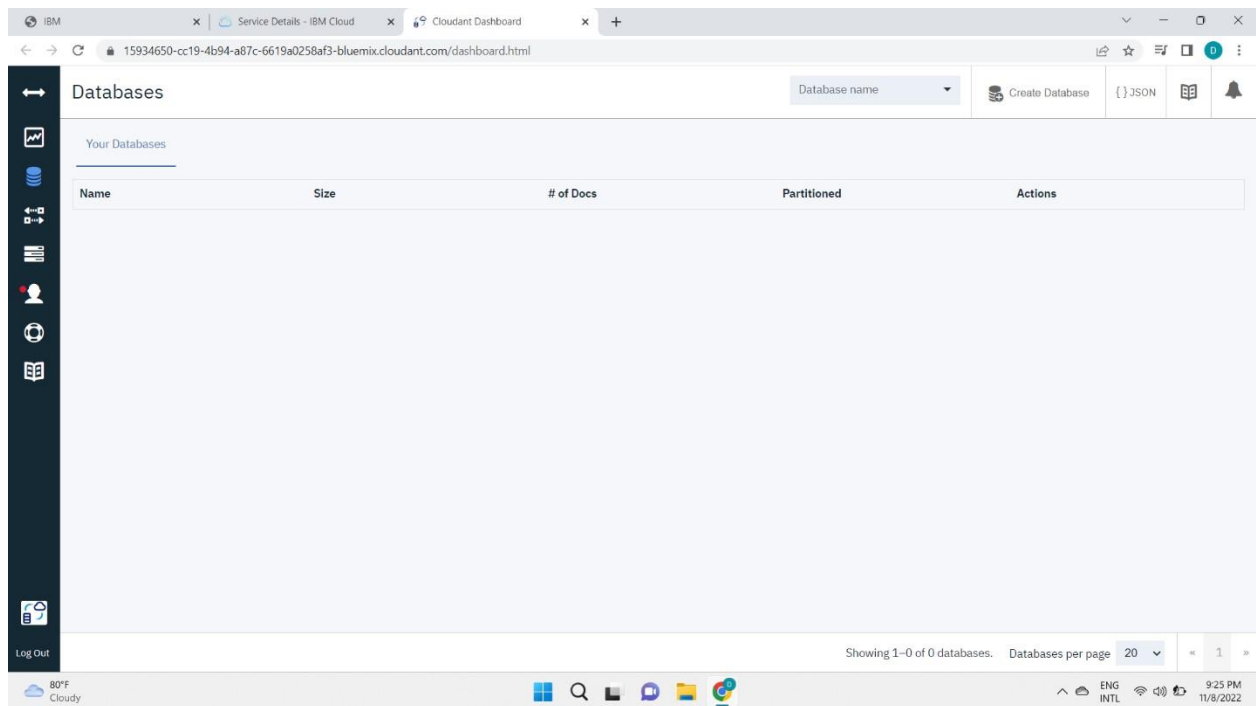 IBM
Service Details - IBM Cloud
Cloudant Dashboard
15934650-cc19-4b94-a87c-6619a0258af3-bluemix.cloudant.com/dashboard.html
D
Databases
Database name
Create Database
{ } JSON
Your Databases
Name Size # of Docs Partitioned Actions
Log Out
Showing 1–0 of 0 databases. Databases per page 20 « 1 »
80°F
Cloudy
ENG
INTL
9:25 PM
11/8/2022